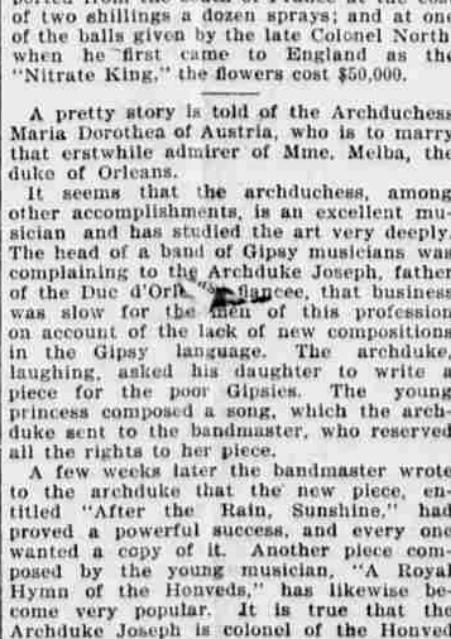 of two shillings a dozen sprays; and at one
of the balls given by the late Colonel North
when he first came to England as the
"Nitrate King," the flowers cost $50,000.
A pretty story is told of the Archduchess
Maria Dorothea of Austria, who is to marry
that erstwhile admirer of Mme. Melba, the
duke of Orleans.
It seems that the archduchess, among
other accomplishments, is an excellent mu-
sician and has studied the art very deeply.
The head of a band of Gipsy musicians was
complaining to the Archduke Joseph, father
of the Duc fiancee, that business
was slow for the men of this profession
on account of the lack of new compositions
in the Gipsy language. The archduke,
laughing, asked his daughter to write a
piece for the poor Gipsies. The young
princess composed a song, which the arch-
duke sent to the bandmaster, who reserved
all the rights to her piece.
A few weeks later the bandmaster wrote
to the archduke that the new piece, en-
titled "After the Rain, Sunshine," had
proved a powerful success, and every one
wanted a copy of it. Another piece com-
posed by the young musician, "A Royal
Hymn of the Honveds," has likewise be-
come very popular. It is true that the
Archduke Joseph is colonel of the Honved